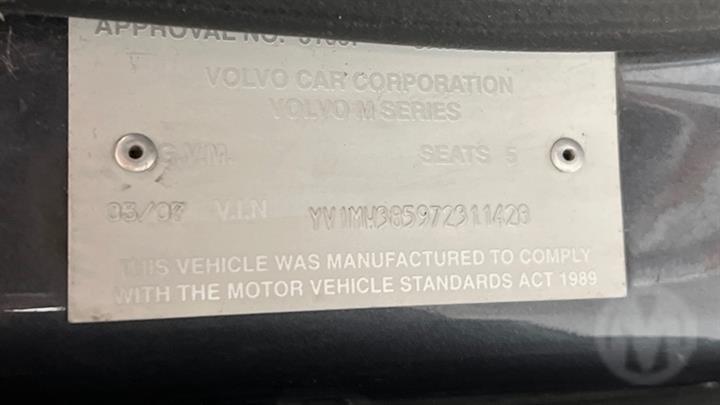 APPROVAL NO.
VOLVO CAR CORPORATION
VOLVO M SERIES
G.V.M. SEATS 5
03/07 V.I.N YV1MW385972311428
THIS VEHICLE WAS MANUFACTURED TO COMPLY
WITH THE MOTOR VEHICLE STANDARDS ACT 1989
M